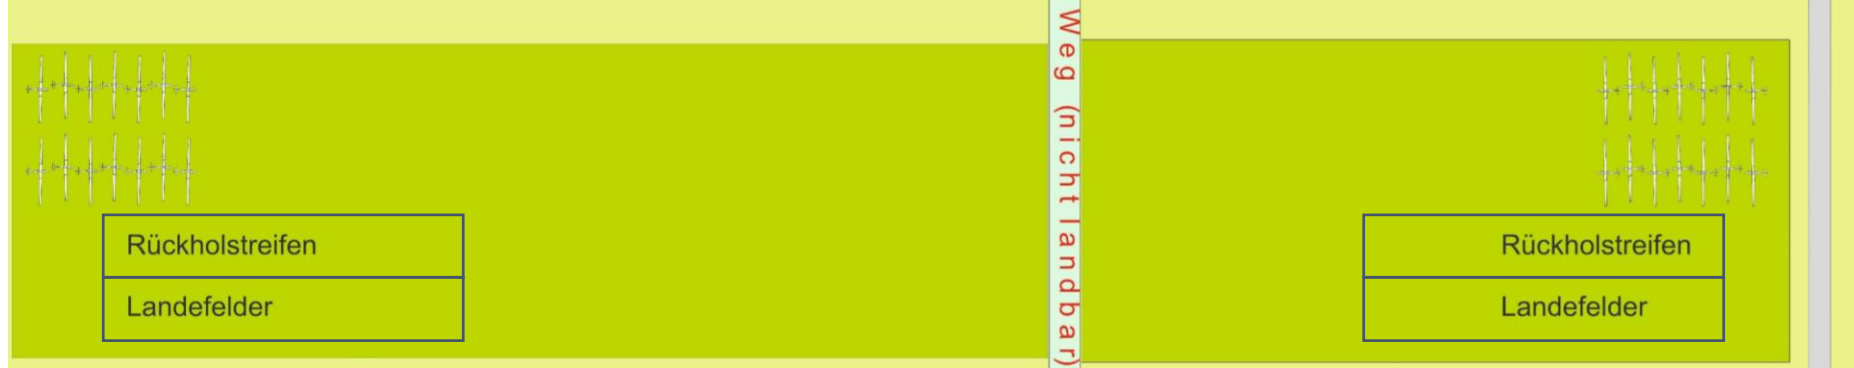 Rückholstreifen
Landefelder
Weg (nicht landbar)
Rückholstreifen
Landefelder